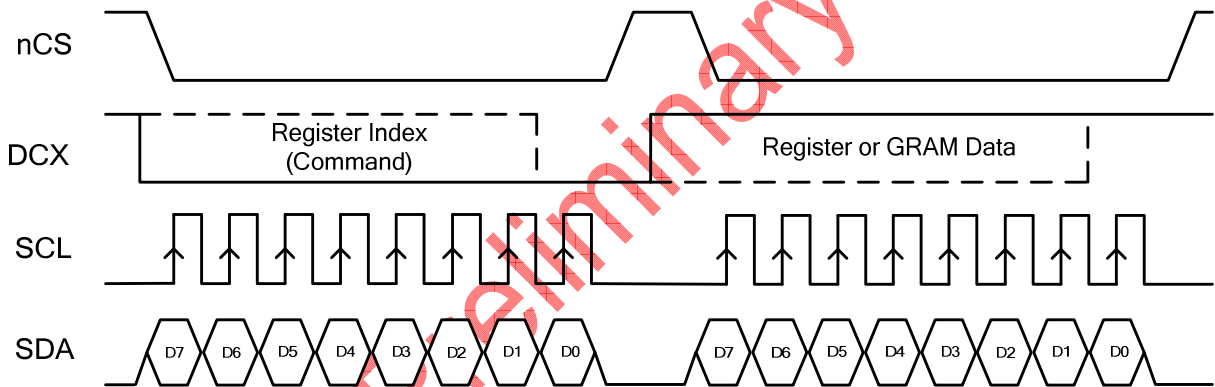 nCS
DCX
Register Index
(Command)
Register or GRAM Data
SCL
SDA
D7 D6 D5 D4 D3 D2 D1 D0
D7 D6 D5 D4 D3 D2 D1 D0
Preliminary